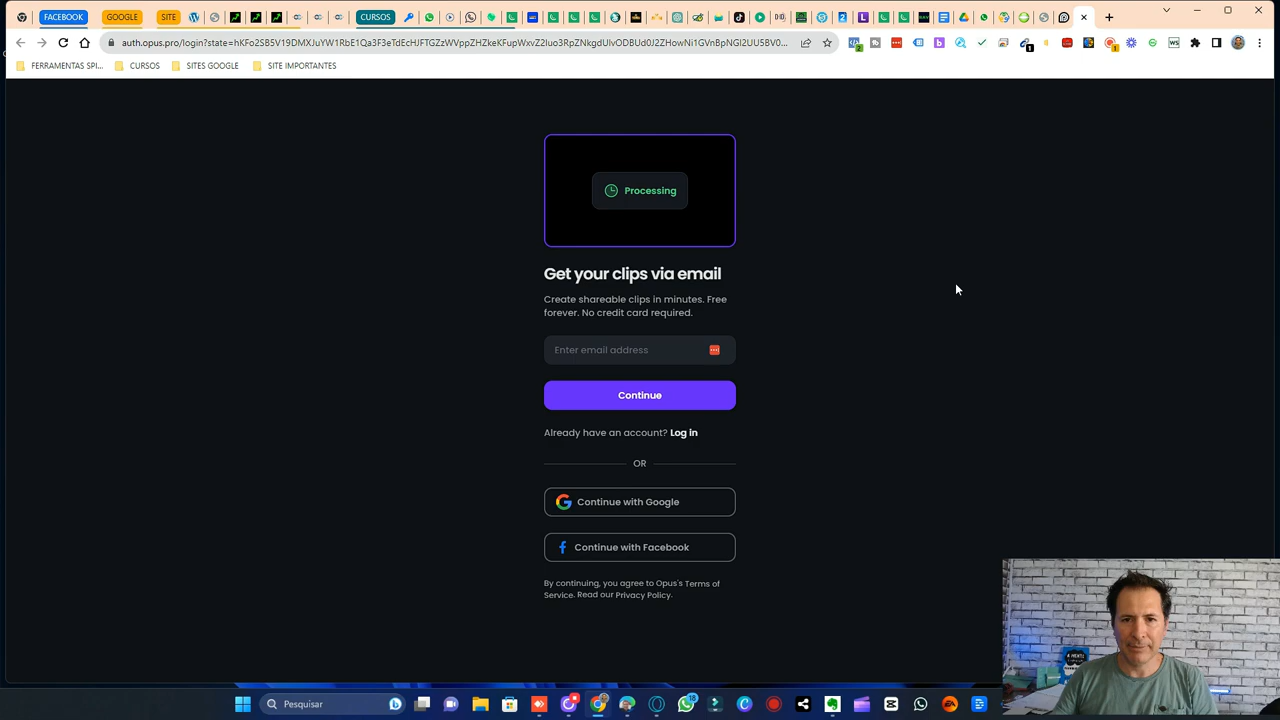 FACEBOOK
GOOGLE
SITE
CURSOS
FERRAMENTAS SPI...
CURSOS
SITES GOOGLE
SITE IMPORTANTES
Processing
Get your clips via email
Create shareable clips in minutes. Free
forever. No credit card required.
Enter email address
Continue
Already have an account? Log in
OR
Continue with Google
Continue with Facebook
By continuing, you agree to Opus's Terms of
Service. Read our Privacy Policy.
Pesquisar
18